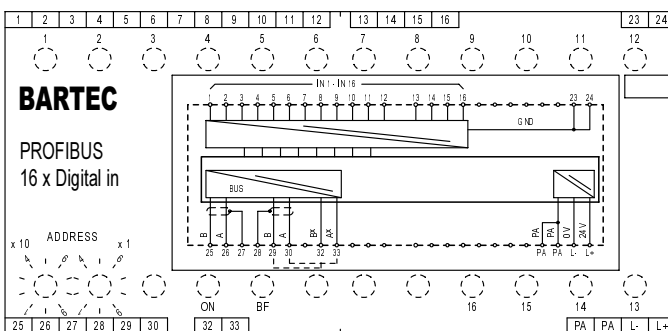 1 2 3 4 5 6 7 8 9 10 11 12 13 14 15 16 23 24
1 2 3 4 5 6 7 8 9 10 11 12
IN 1 - IN 16
1 2 3 4 5 6 7 8 9 10 11 12 13 14 15 16 23 24
GND
BARTEC
PROFIBUS
16 x Digital in
BUS
B A B A B* A* PA PA 0 V 24 V
25 26 27 28 29 30 32 33 PA PA L- L+
ADDRESS
x 10 x 1
ON BF 16 15 14 13
25 26 27 28 29 30 32 33 PA PA L- L+